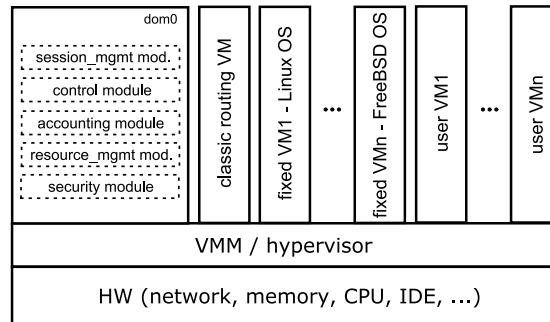 dom0
session_mgmt mod.
control module
accounting module
resource_mgmt mod.
security module
classic routing VM
fixed VM1 - Linux OS
...
fixed VMn - FreeBSD OS
user VM1
...
user VMn
VMM / hypervisor
HW (network, memory, CPU, IDE, ...)